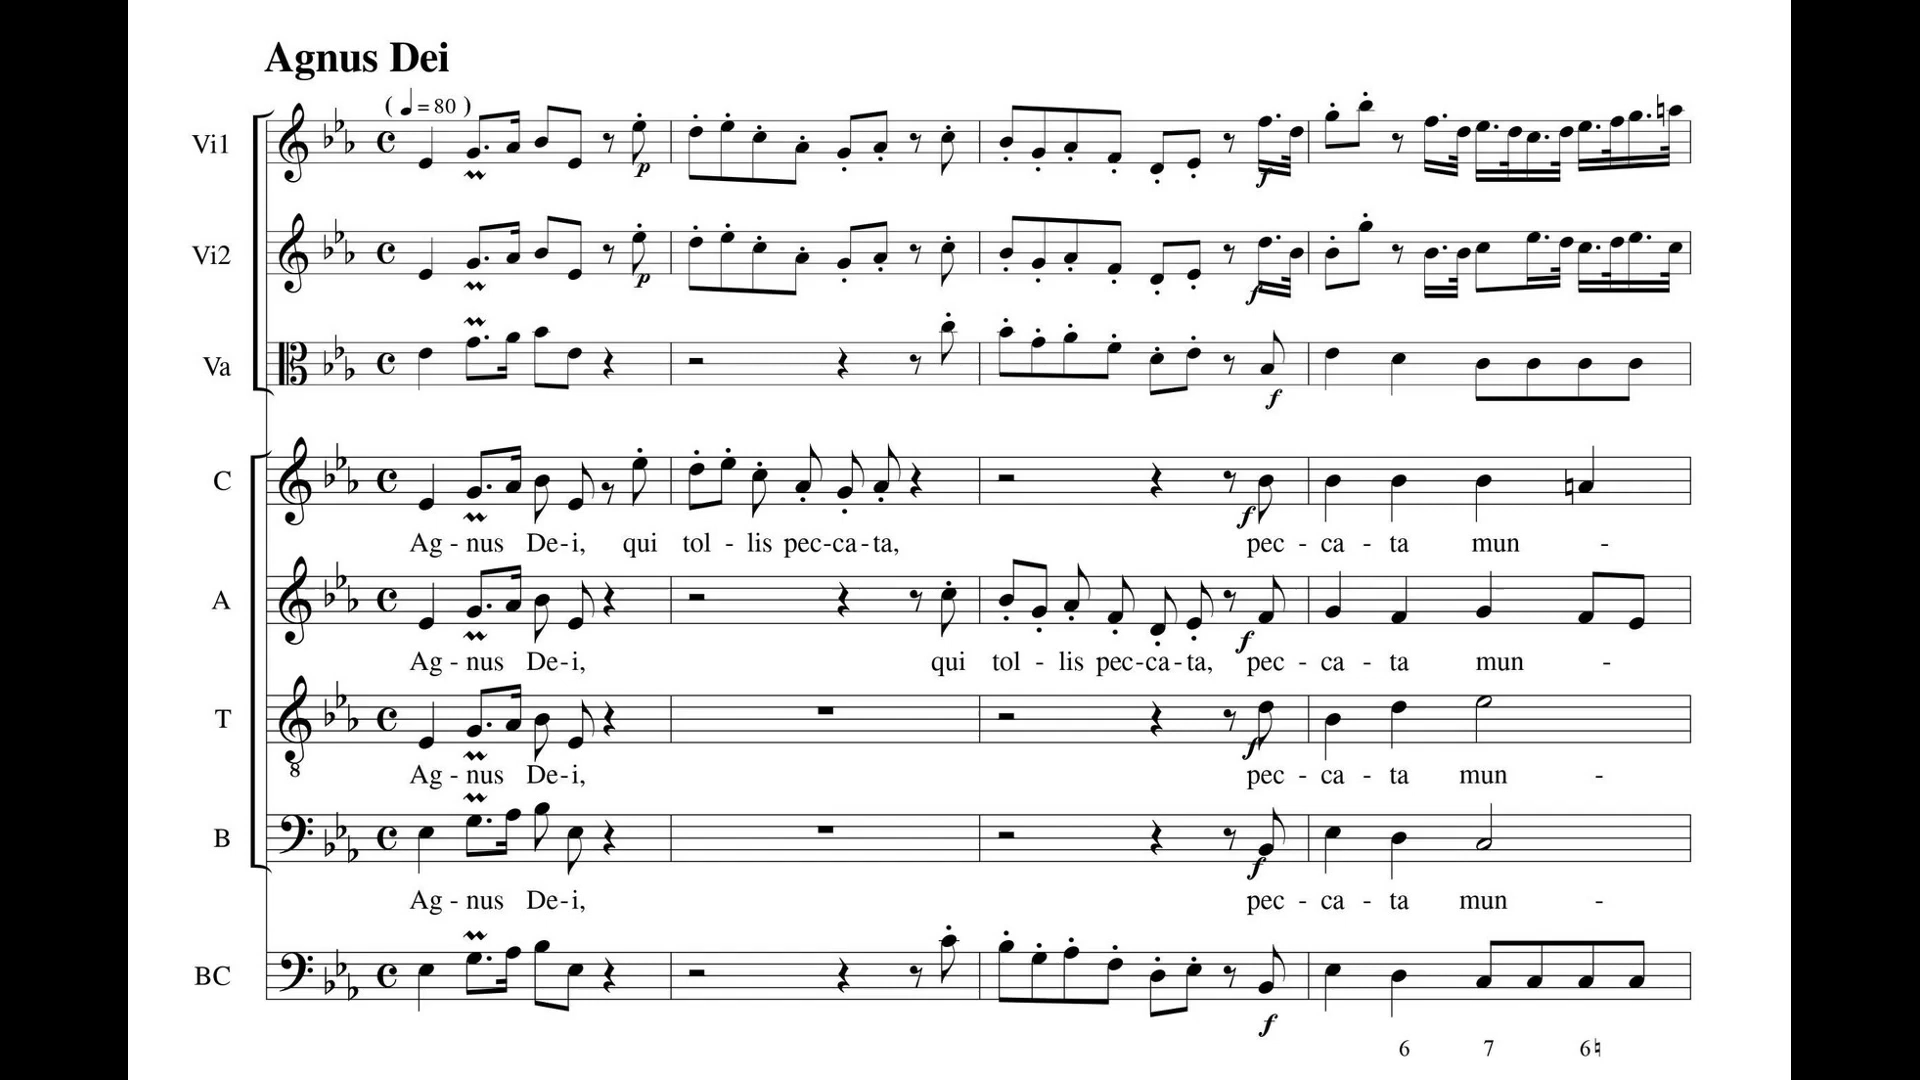 Agnus Dei
( ♩ = 80 )
Vi1
p
f
Vi2
p
f
Va
f
C
f
Ag - nus De-i, qui tol - lis pec-ca-ta, pec - ca - ta mun -
A
f
Ag - nus De-i, qui tol - lis pec-ca-ta, pec - ca - ta mun -
T
8
f
Ag - nus De-i, pec - ca - ta mun -
B
f
Ag - nus De-i, pec - ca - ta mun -
BC
f
6 7 6♮